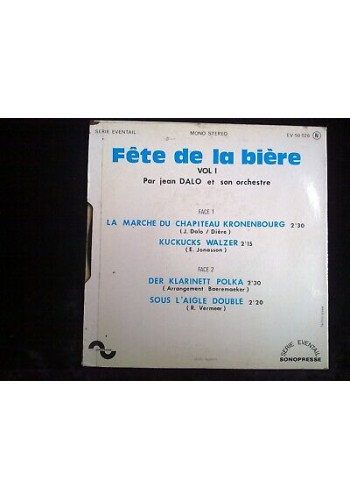 SERIE EVENTAIL MONO STEREO
Fête de la bière
VOL I
Par jean DALO et son orchestre
FACE 1
LA MARCHE DU CHAPITEAU KRONENBOURG 2'30
( J. Dalo / Dière )
KUCKUCKS WALZER 2'15
( E. Jonasson )
FACE 2
DER KLARINETT POLKA 2'30
( Arrangement Boeremaeker )
SOUS L'AIGLE DOUBLE 2'20
( R. Vermeer )
SERIE EVENTAIL
SONOPRESSE